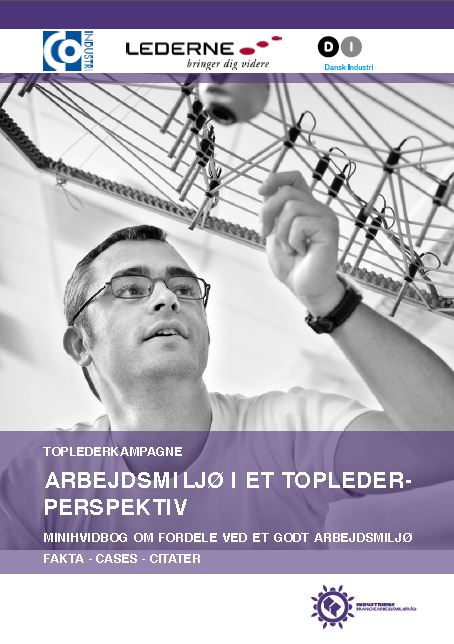 CO
INDUSTRI
LEDERNE
bringer dig videre
D I
Dansk Industri
TOPLEDERKAMPAGNE
ARBEJDSMILJØ I ET TOPLEDER-
PERSPEKTIV
MINIHVIDBOG OM FORDELE VED ET GODT ARBEJDSMILJØ
FAKTA - CASES - CITATER
INDUSTRIENS
BRANCHEARBEJDSMILJØRÅD